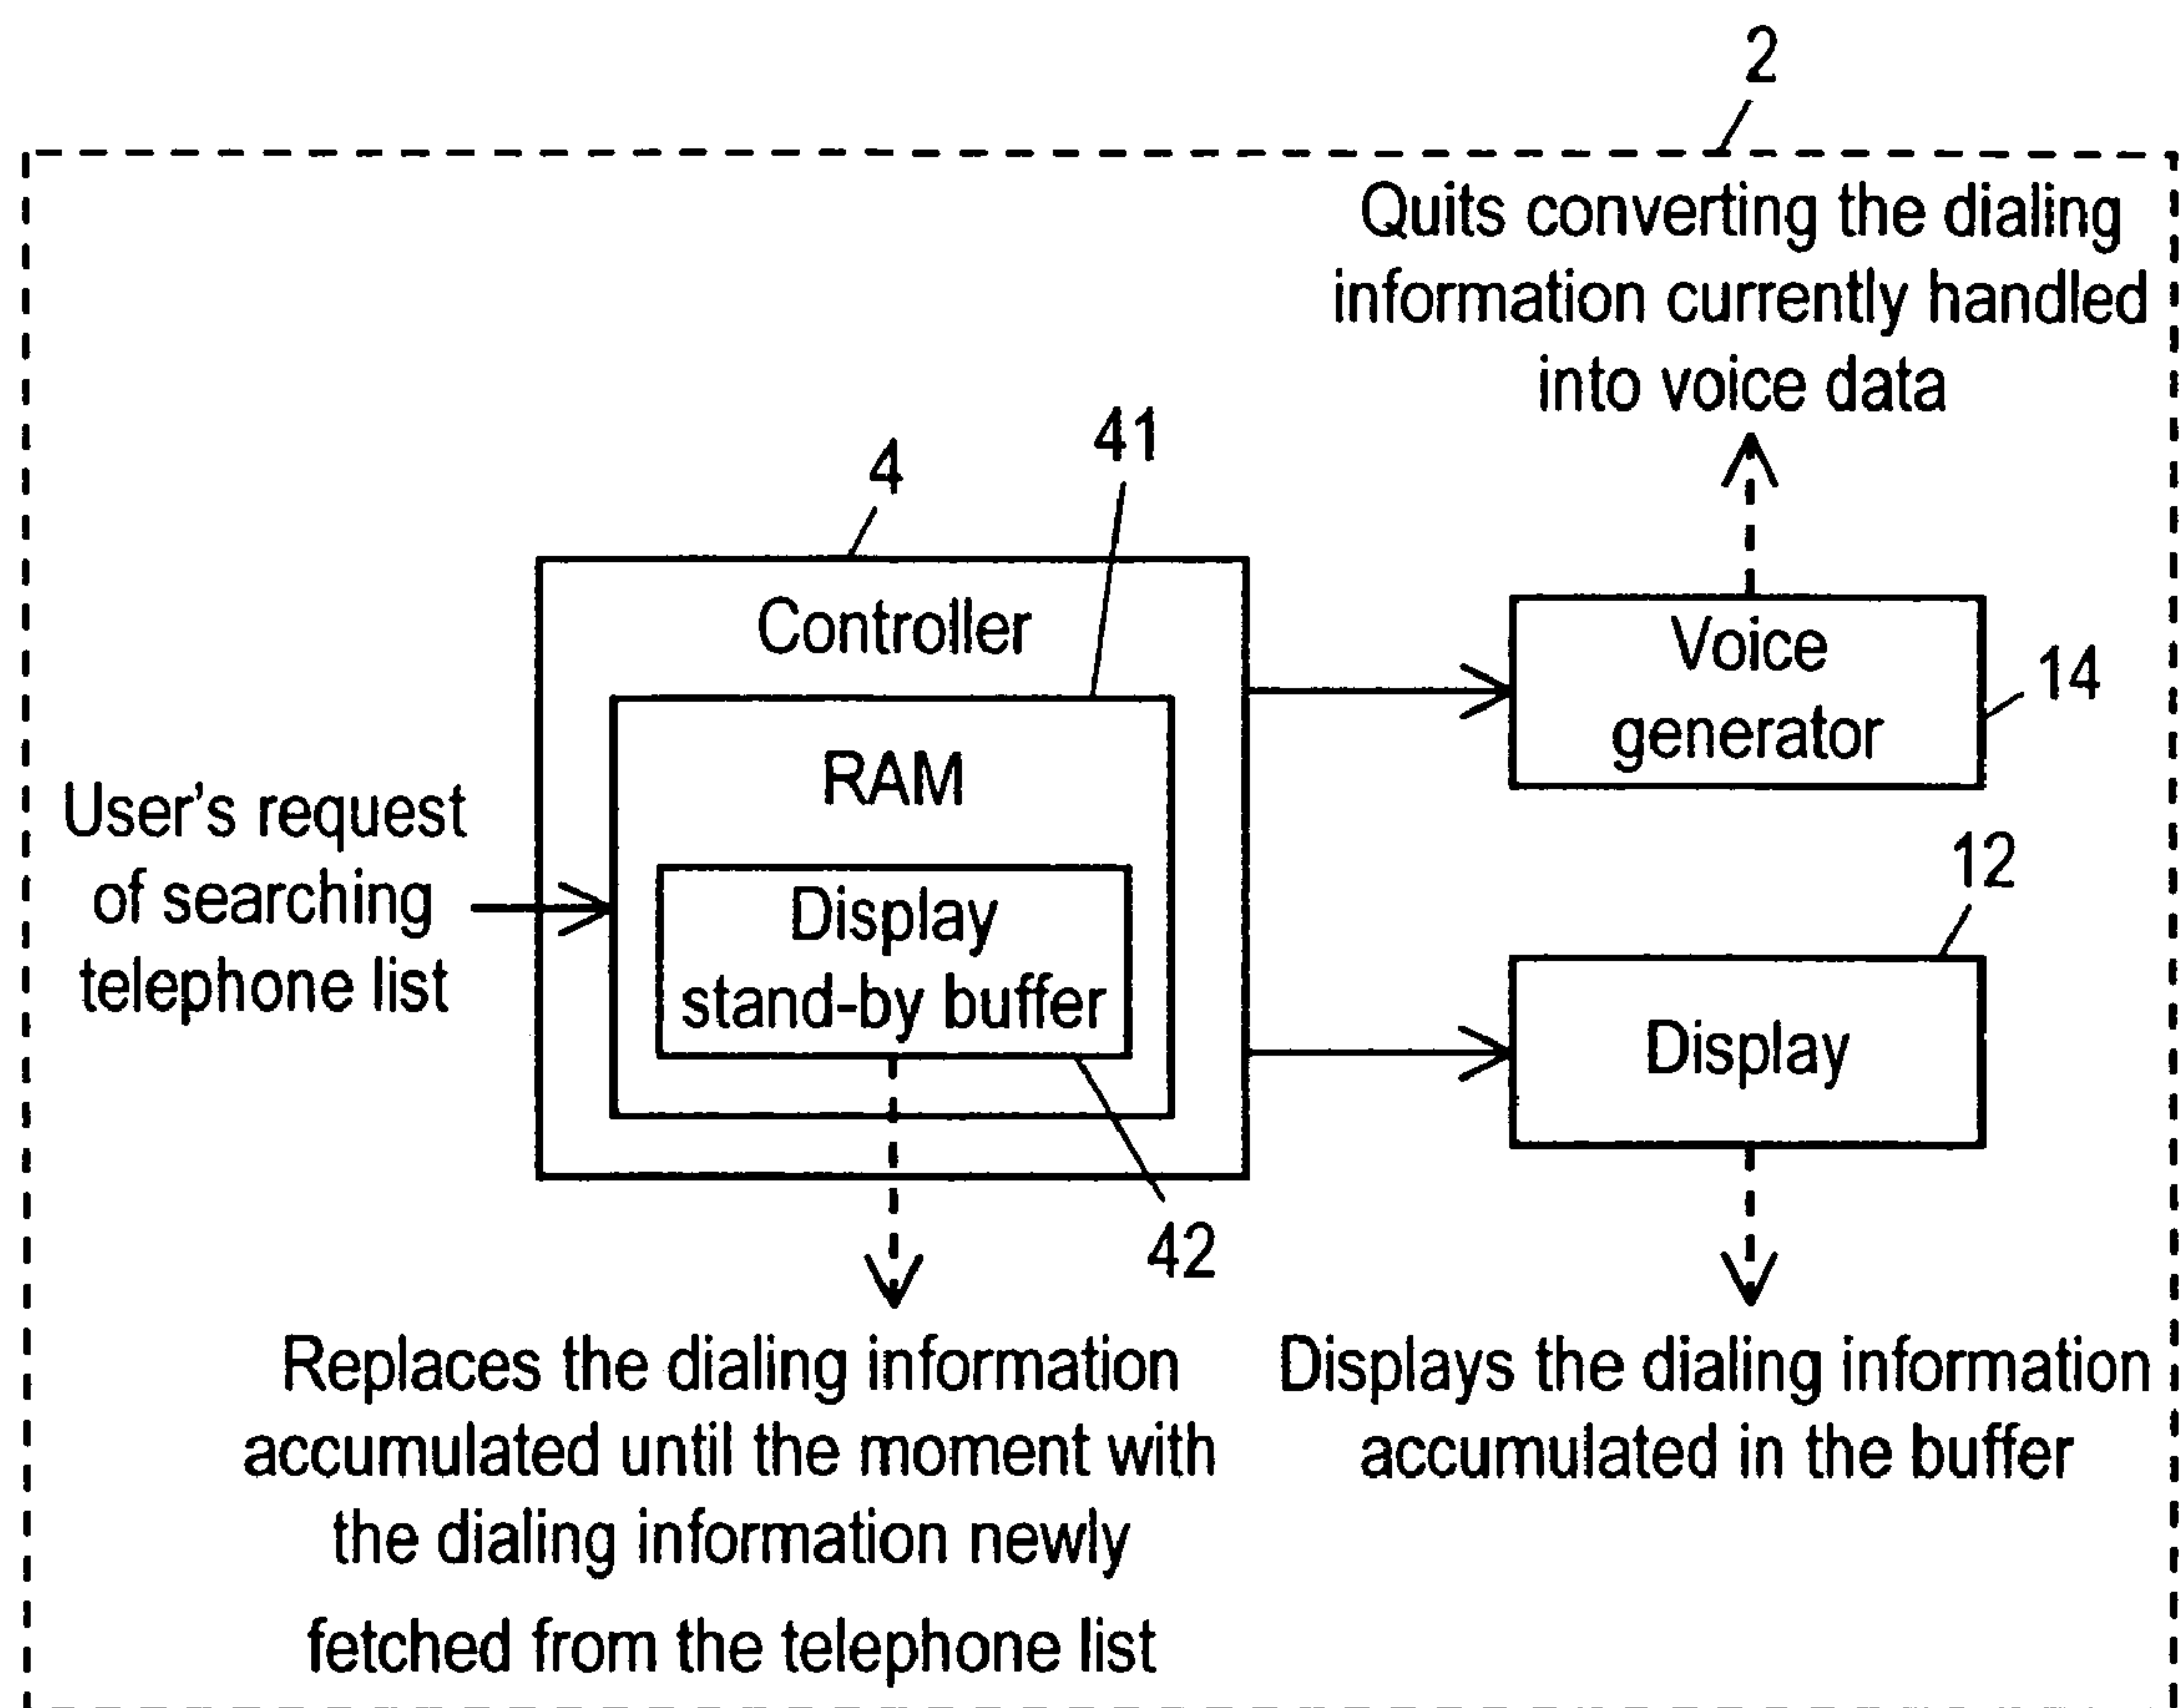 2
Quits converting the dialing
information currently handled
into voice data
41
4
Controller
Voice
generator
14
RAM
User's request
of searching
telephone list
Display
stand-by buffer
12
Display
42
Replaces the dialing information
accumulated until the moment with
the dialing information newly
fetched from the telephone list
Displays the dialing information
accumulated in the buffer